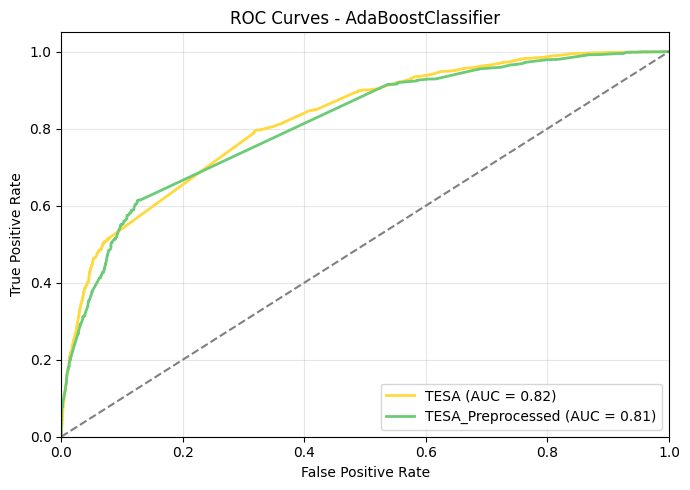 ROC Curves - AdaBoostClassifier
True Positive Rate
1.0
0.8
0.6
0.4
0.2
0.0
TESA (AUC = 0.82)
TESA_Preprocessed (AUC = 0.81)
0.0 0.2 0.4 0.6 0.8 1.0
False Positive Rate